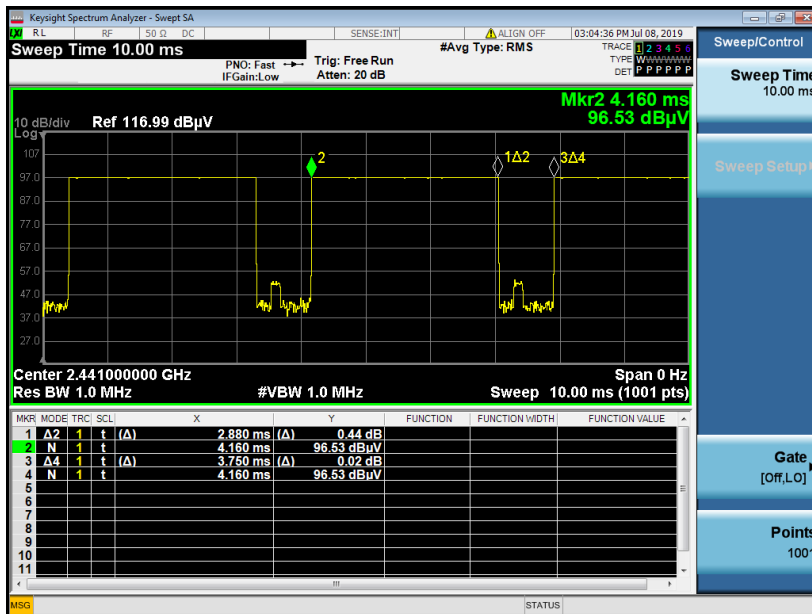 Keysight Spectrum Analyzer - Swept SA
LXI RL RF 50 Ω DC SENSE:INT ALIGN OFF 03:04:36 PM Jul 08, 2019
Sweep Time 10.00 ms
#Avg Type: RMS
TRACE 1 2 3 4 5 6
TYPE W
DET P P P P P P
PNO: Fast
IFGain:Low
Trig: Free Run
Atten: 20 dB
Sweep/Control
Sweep Time
10.00 ms
Sweep Setup
Gate
[Off,LO]
Points
1001
Mkr2 4.160 ms
96.53 dBµV
10 dB/div Ref 116.99 dBµV
Log
107
97.0
87.0
77.0
67.0
57.0
47.0
37.0
27.0
2
1Δ2
3Δ4
Center 2.441000000 GHz Span 0 Hz
Res BW 1.0 MHz #VBW 1.0 MHz Sweep 10.00 ms (1001 pts)
MKR MODE TRC SCL X Y FUNCTION FUNCTION WIDTH FUNCTION VALUE
1 Δ2 1 t (Δ) 2.880 ms (Δ) 0.44 dB
2 N 1 t 4.160 ms 96.53 dBµV
3 Δ4 1 t (Δ) 3.750 ms (Δ) 0.02 dB
4 N 1 t 4.160 ms 96.53 dBµV
5
6
7
8
9
10
11
MSG STATUS